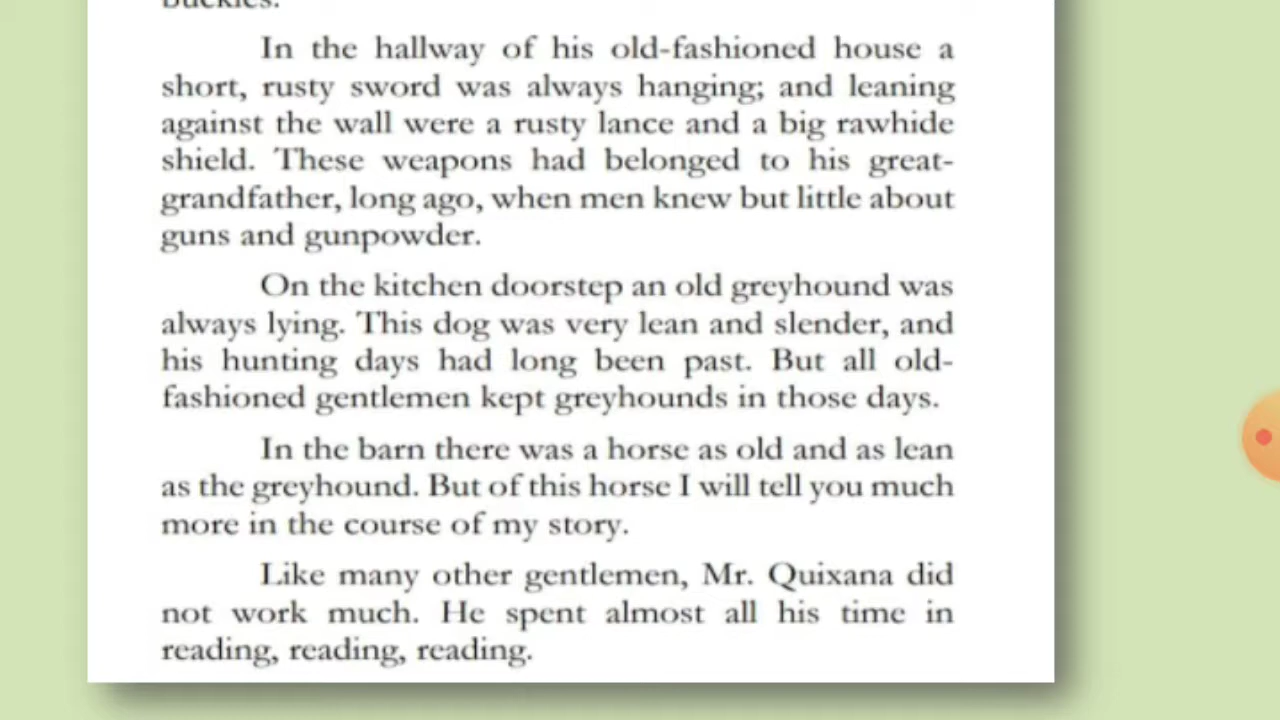 In the hallway of his old-fashioned house a
short, rusty sword was always hanging; and leaning
against the wall were a rusty lance and a big rawhide
shield. These weapons had belonged to his great-
grandfather, long ago, when men knew but little about
guns and gunpowder.
On the kitchen doorstep an old greyhound was
always lying. This dog was very lean and slender, and
his hunting days had long been past. But all old-
fashioned gentlemen kept greyhounds in those days.
In the barn there was a horse as old and as lean
as the greyhound. But of this horse I will tell you much
more in the course of my story.
Like many other gentlemen, Mr. Quixana did
not work much. He spent almost all his time in
reading, reading, reading.